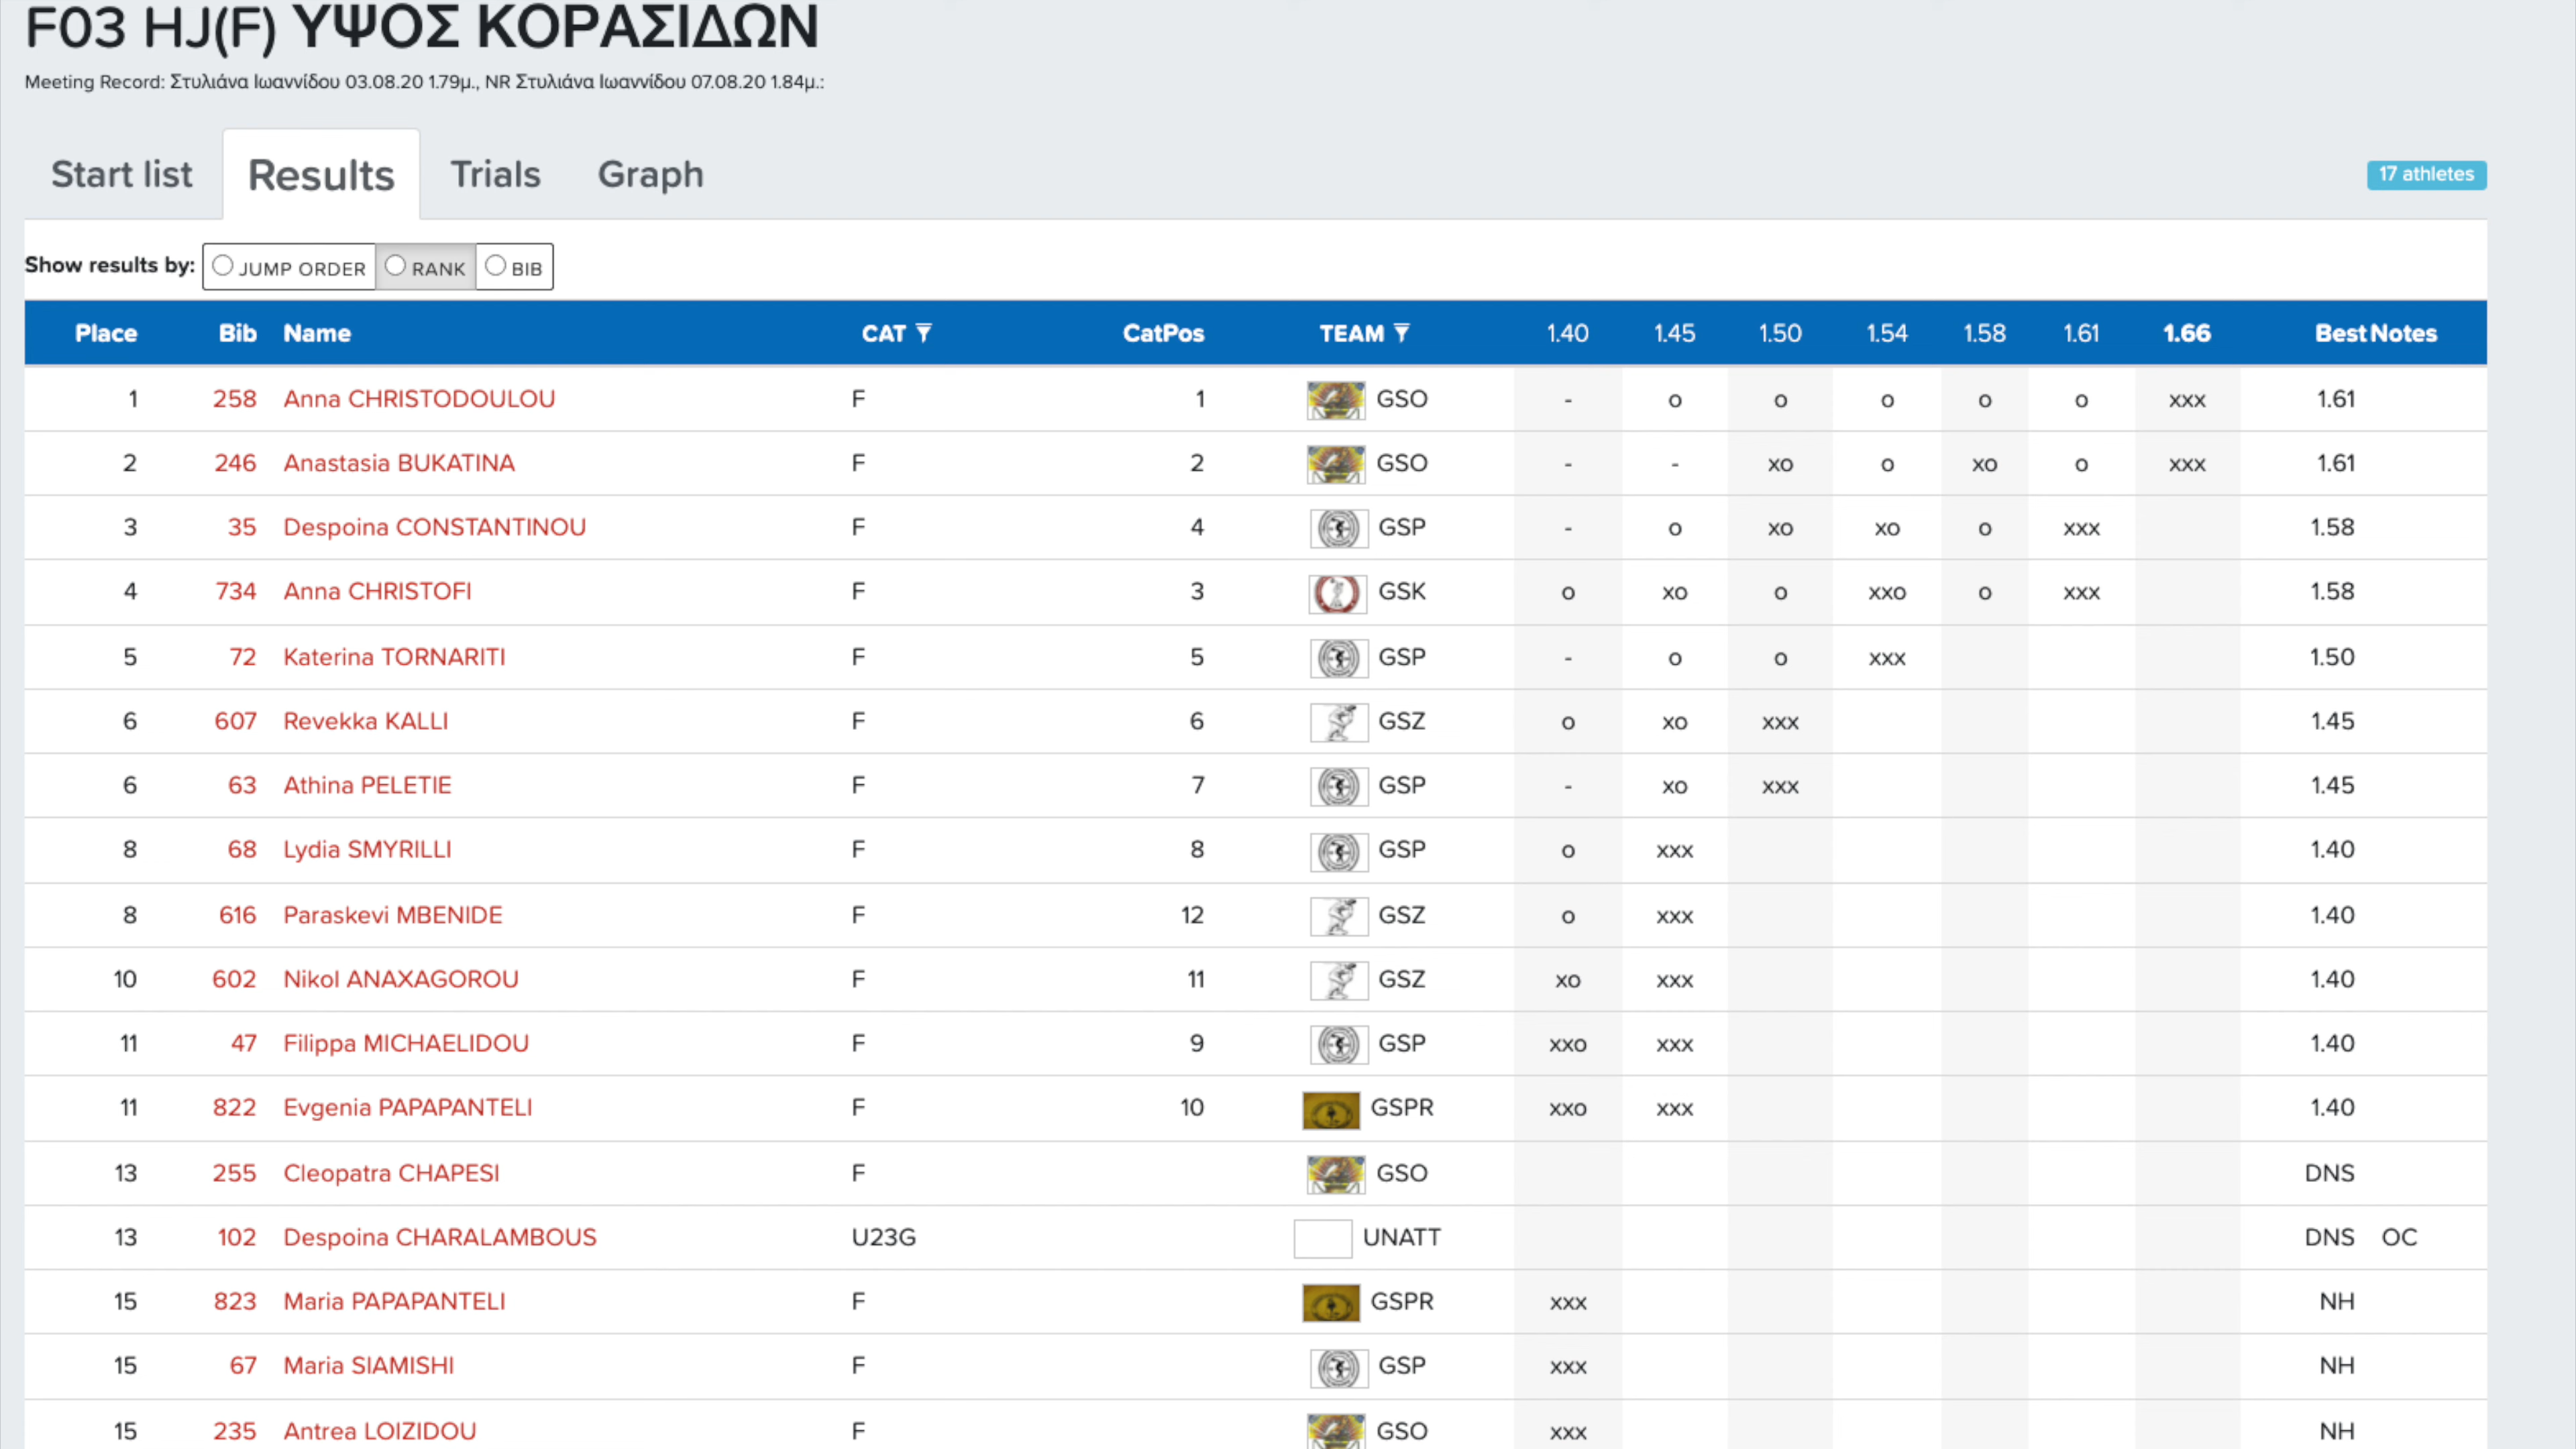 F03 HJ(F) ΥΨΟΣ ΚΟΡΑΣΙΔΩΝ
Meeting Record: Στυλιάνα Ιωαννίδου 03.08.20 1.79μ., NR Στυλιάνα Ιωαννίδου 07.08.20 1.84μ.:
Start list Results Trials Graph 17 athletes
Show results by: JUMP ORDER RANK BIB
Place Bib Name CAT CatPos TEAM 1.40 1.45 1.50 1.54 1.58 1.61 1.66 Best Notes
1 258 Anna CHRISTODOULOU F 1 GSO - o o o o o xxx 1.61
2 246 Anastasia BUKATINA F 2 GSO - - xo o xo o xxx 1.61
3 35 Despoina CONSTANTINOU F 4 GSP - o xo xo o xxx 1.58
4 734 Anna CHRISTOFI F 3 GSK o xo o xxo o xxx 1.58
5 72 Katerina TORNARITI F 5 GSP - o o xxx 1.50
6 607 Revekka KALLI F 6 GSZ o xo xxx 1.45
6 63 Athina PELETIE F 7 GSP - xo xxx 1.45
8 68 Lydia SMYRILLI F 8 GSP o xxx 1.40
8 616 Paraskevi MBENIDE F 12 GSZ o xxx 1.40
10 602 Nikol ANAXAGOROU F 11 GSZ xo xxx 1.40
11 47 Filippa MICHAELIDOU F 9 GSP xxo xxx 1.40
11 822 Evgenia PAPAPANTELI F 10 GSPR xxo xxx 1.40
13 255 Cleopatra CHAPESI F GSO DNS
13 102 Despoina CHARALAMBOUS U23G UNATT DNS OC
15 823 Maria PAPAPANTELI F GSPR xxx NH
15 67 Maria SIAMISHI F GSP xxx NH
15 235 Antrea LOIZIDOU F GSO xxx NH